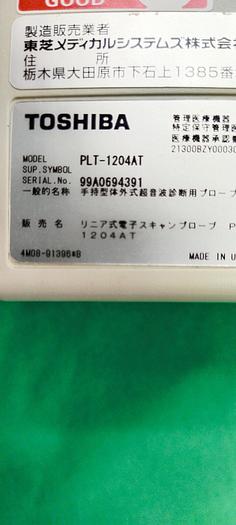 GOOD
製造販売業者
東芝メディカルシステムズ株式会
住　　所
栃木県大田原市下石上1385番
TOSHIBA
管理医療機器
特定保守管理医
医療機器承認番
21300BZY0003
MODEL PLT-1204AT
SUP.SYMBOL
SERIAL.No. 99A0694391
一般的名称 手持型体外式超音波診断用プロー
販 売 名 リニア式電子スキャンプローブ P
1204AT
4M08-91396*B
MADE IN U